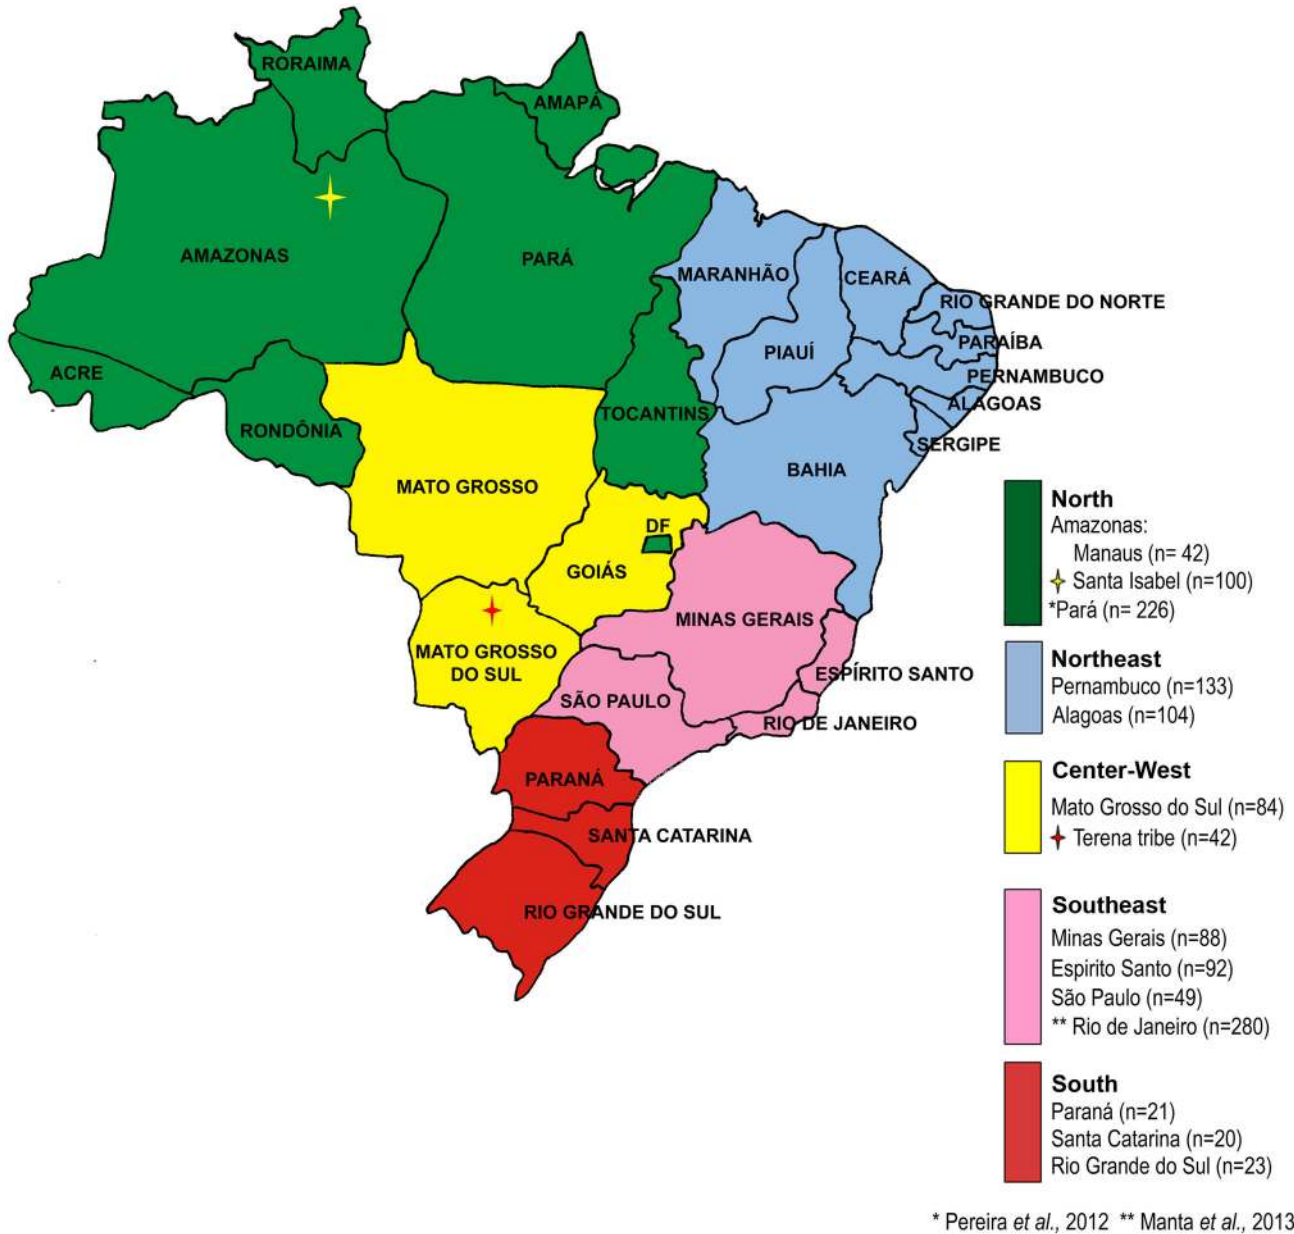 RORAIMA
AMAPÁ
AMAZONAS
PARÁ
MARANHÃO
CEARÁ
RIO GRANDE DO NORTE
PARAÍBA
PIAUÍ
PERNAMBUCO
ACRE
ALAGOAS
TOCANTINS
RONDÔNIA
SERGIPE
BAHIA
MATO GROSSO
DF
GOIÁS
MINAS GERAIS
MATO GROSSO
DO SUL
ESPÍRITO SANTO
SÃO PAULO
RIO DE JANEIRO
PARANÁ
SANTA CATARINA
RIO GRANDE DO SUL
North
Amazonas:
Manaus (n= 42)
Santa Isabel (n=100)
*Pará (n= 226)
Northeast
Pernambuco (n=133)
Alagoas (n=104)
Center-West
Mato Grosso do Sul (n=84)
Terena tribe (n=42)
Southeast
Minas Gerais (n=88)
Espirito Santo (n=92)
São Paulo (n=49)
** Rio de Janeiro (n=280)
South
Paraná (n=21)
Santa Catarina (n=20)
Rio Grande do Sul (n=23)
* Pereira et al., 2012 ** Manta et al., 2013